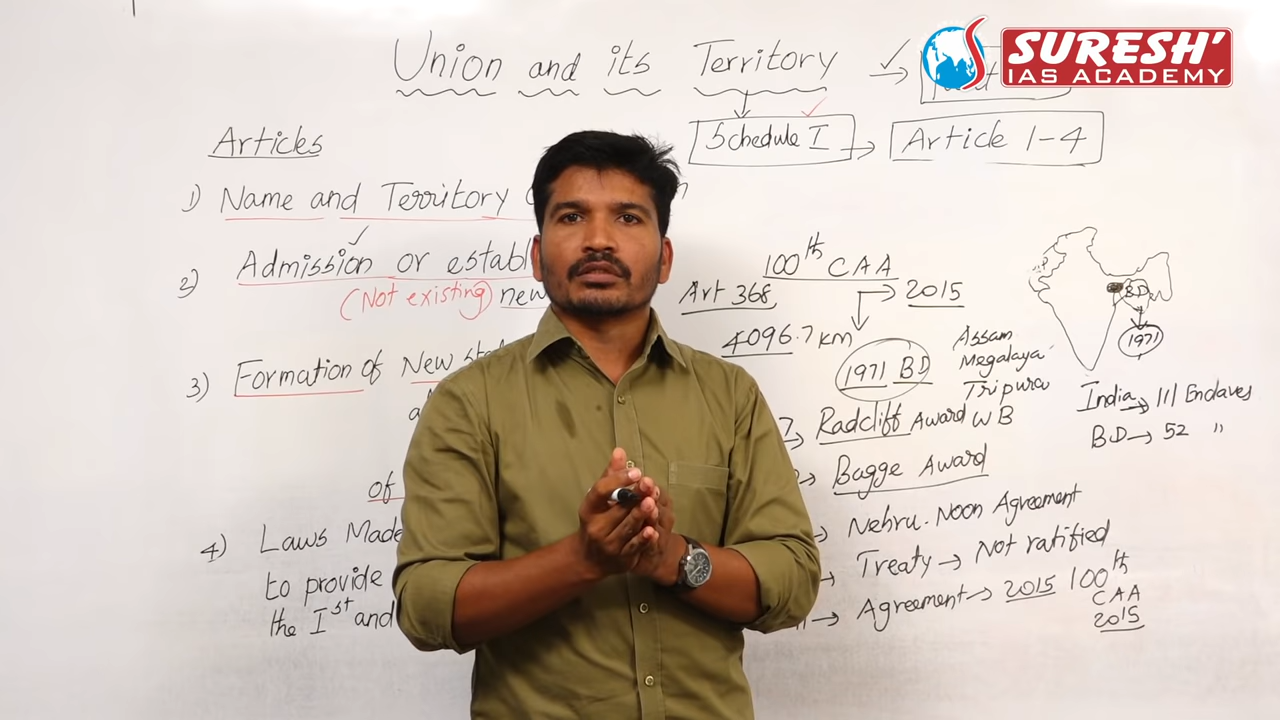 SURESH'
IAS ACADEMY
Union and its Territory
Schedule I
Article 1-4
Articles
1) Name and Territory
2) Admission or establ
(Not existing) new
3) Formation of New
of
4) Laws Made
to provide
the Ist and
100th CAA
Art 368
2015
4096.7 km
1971 BD
Assam
Megalaya
Tripura
WB
Radcliff Award
Bagge Award
Nehru-Noon Agreement
Treaty → Not ratified
Agreement → 2015 100th
CAA
2015
BD
1971
India → 111 Enclaves
BD → 52 "